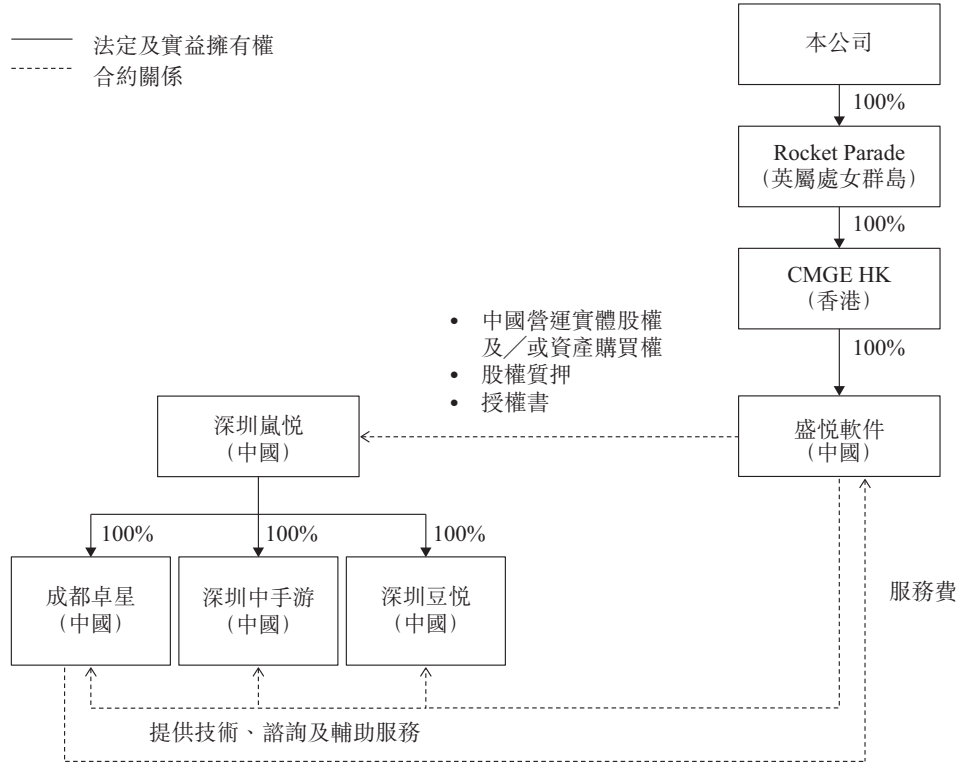 法定及實益擁有權
合約關係
本公司
100%
Rocket Parade
（英屬處女群島）
100%
CMGE HK
（香港）
100%
• 中國營運實體股權
及╱或資產購買權
• 股權質押
• 授權書
深圳嵐悦
（中國）
盛悦軟件
（中國）
100%
100%
100%
成都卓星
（中國）
深圳中手游
（中國）
深圳豆悦
（中國）
服務費
提供技術、諮詢及輔助服務